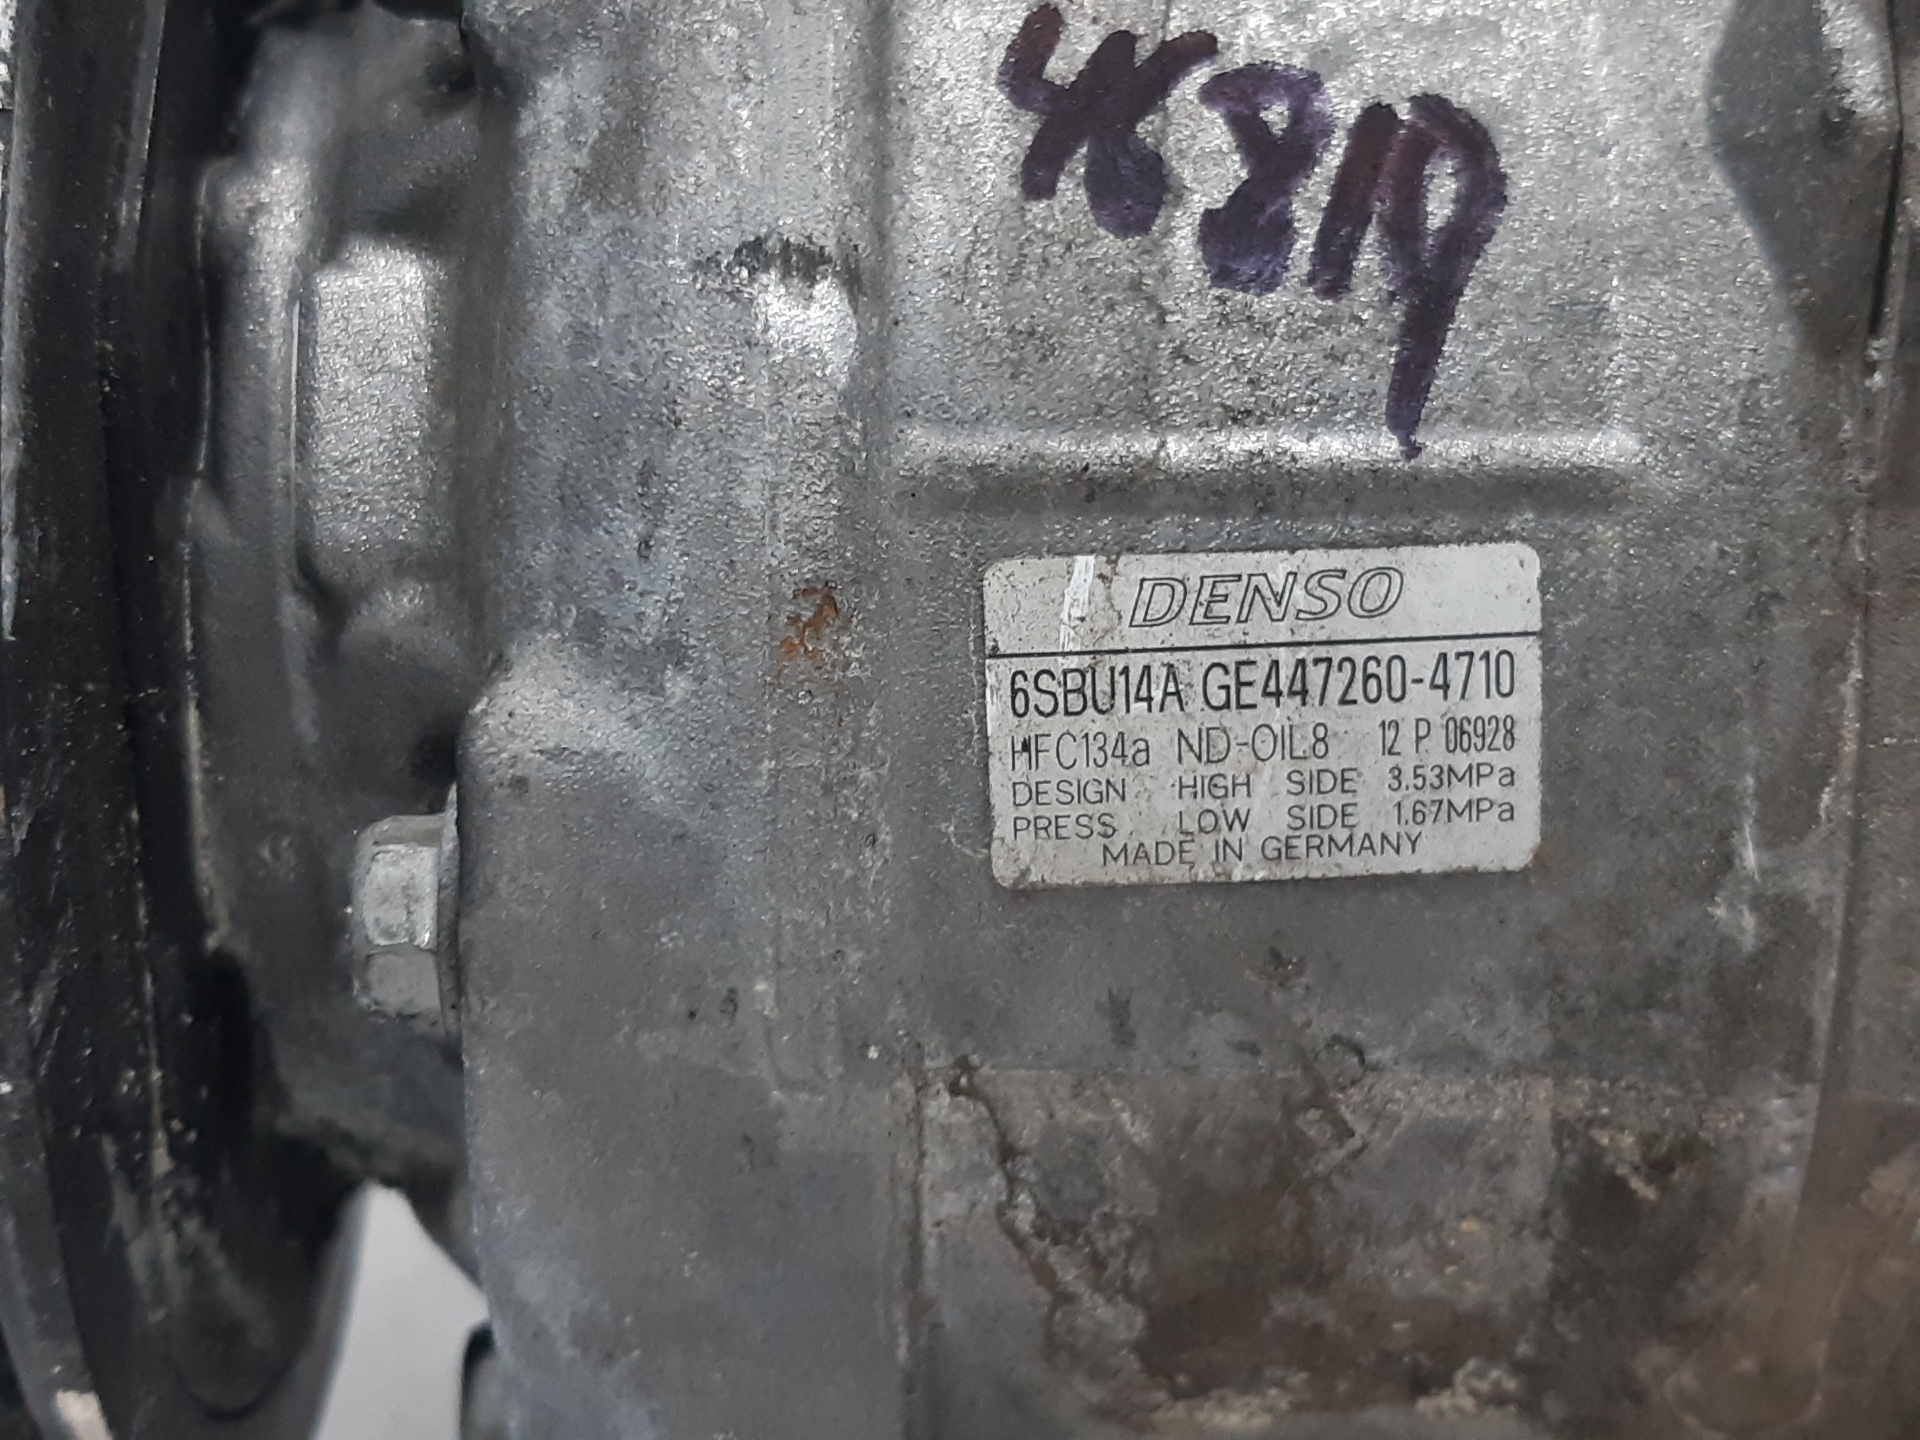 DENSO
6SBU14A GE447260-4710
HFC134a ND-OIL8 12 P 06928
DESIGN HIGH SIDE 3.53MPa
PRESS LOW SIDE 1.67MPa
MADE IN GERMANY